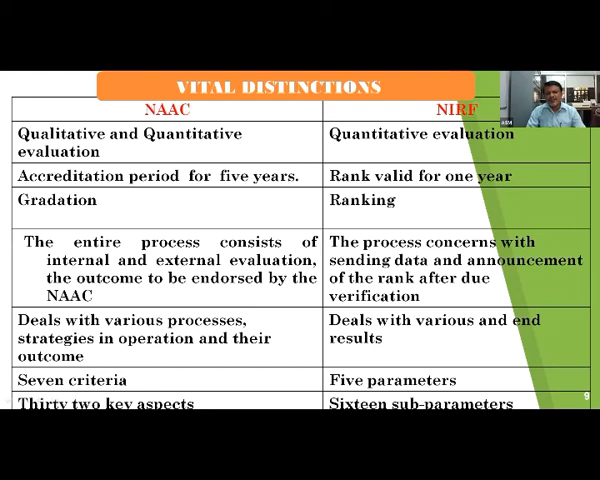 VITAL DISTINCTIONS
NAAC
NIRF
Qualitative and Quantitative
evaluation
Quantitative evaluation
Accreditation period for five years.
Rank valid for one year
Gradation
Ranking
The entire process consists of
internal and external evaluation,
the outcome to be endorsed by the
NAAC
The process concerns with
sending data and announcement
of the rank after due
verification
Deals with various processes,
strategies in operation and their
outcome
Deals with various and end
results
Seven criteria
Five parameters
Thirty two key aspects
Sixteen sub-parameters
9